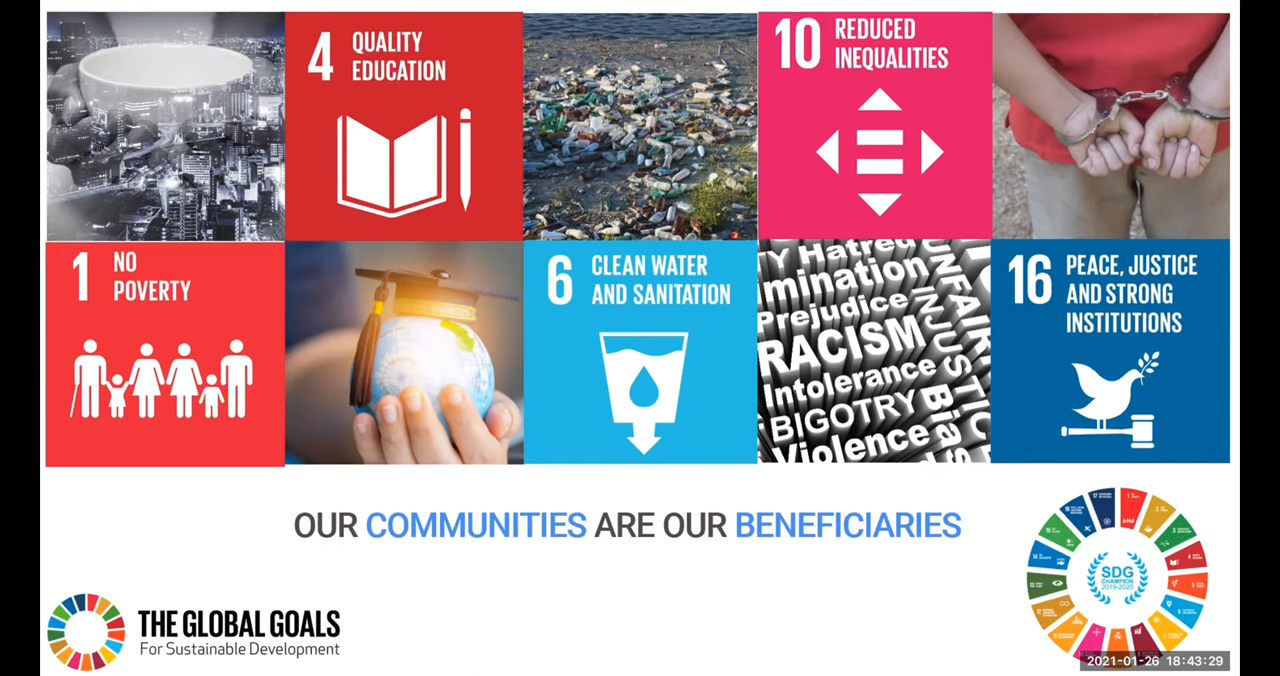 4
QUALITY
EDUCATION
10
REDUCED
INEQUALITIES
1
NO
POVERTY
6
CLEAN WATER
AND SANITATION
Hatred
Prejudice
RACISM
Intolerance
BIGOTRY
Violence
16
PEACE, JUSTICE
AND STRONG
INSTITUTIONS
OUR COMMUNITIES ARE OUR BENEFICIARIES
THE GLOBAL GOALS
For Sustainable Development
SDG
CHAMPION
2019-2020
2021-01-26 18:43:29